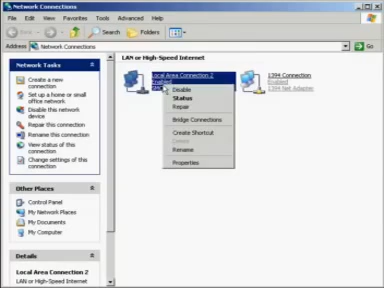 Network Connections
File Edit View Favorites Tools Advanced Help
Back Search Folders
Address Network Connections Go
Network Tasks
Create a new
connection
Set up a home or small
office network
Disable this network
device
Repair this connection
Rename this connection
View status of this
connection
Change settings of this
connection
Other Places
Control Panel
My Network Places
My Documents
My Computer
Details
Local Area Connection 2
LAN or High-Speed Internet
LAN or High-Speed Internet
Local Area Connection 2
Enabled
1394 Connection
Enabled
1394 Net Adapter
Disable
Status
Repair
Bridge Connections
Create Shortcut
Delete
Rename
Properties